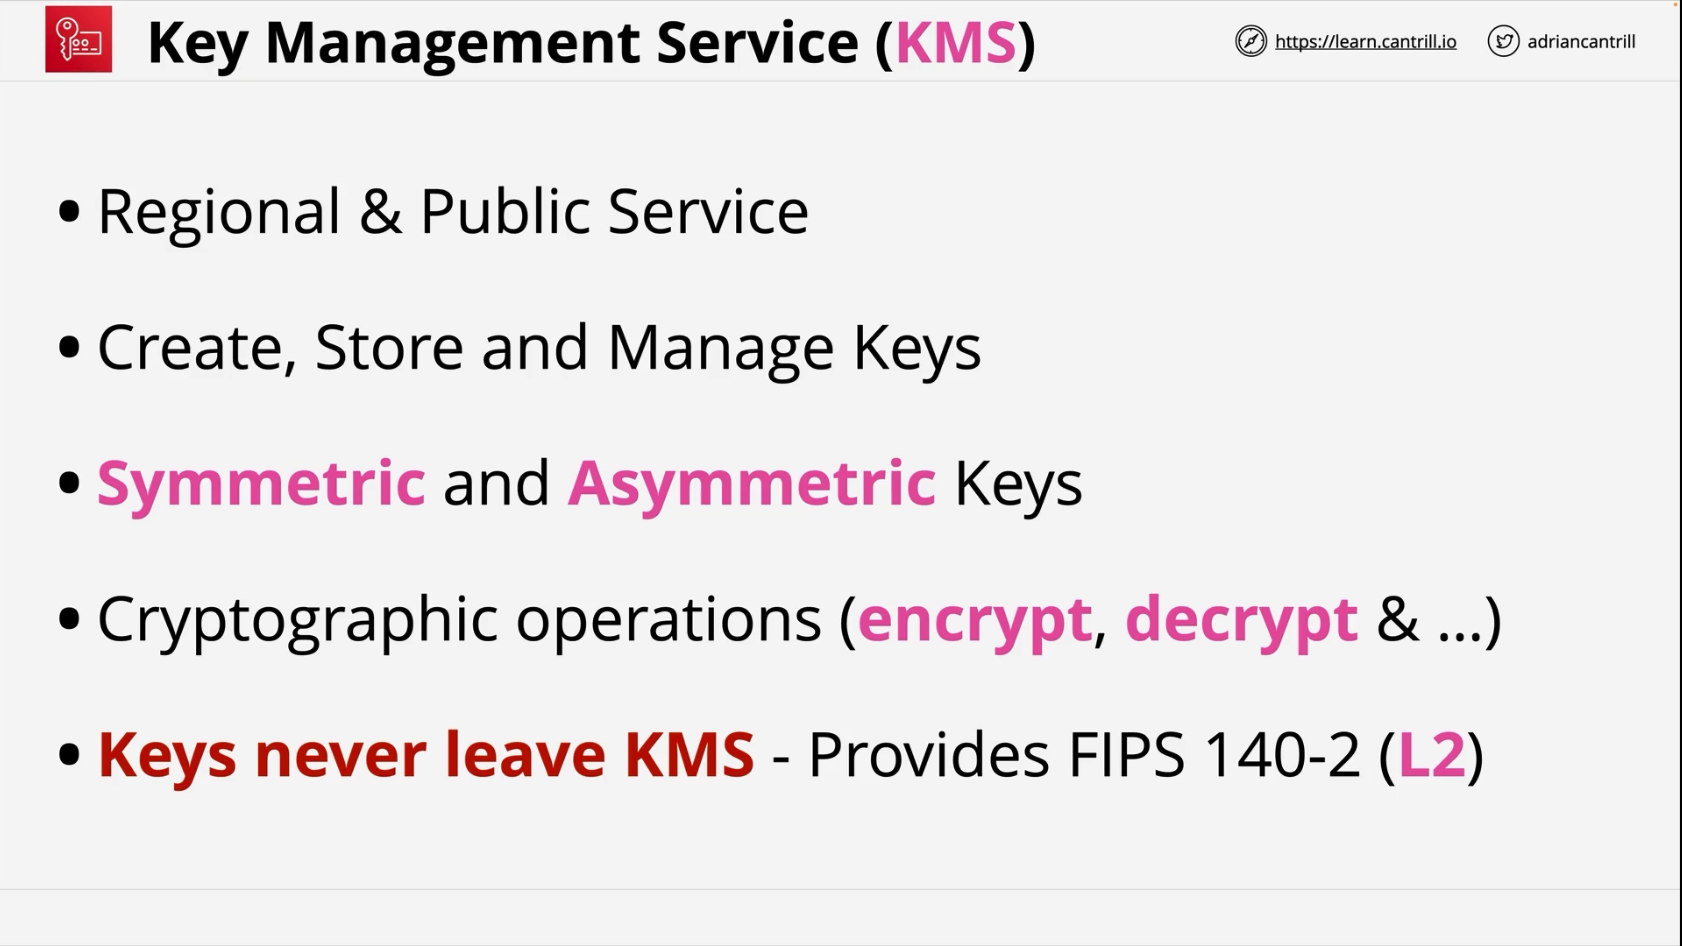 Key Management Service (KMS)
https://learn.cantrill.io
adriancantrill
• Regional & Public Service
• Create, Store and Manage Keys
• Symmetric and Asymmetric Keys
• Cryptographic operations (encrypt, decrypt & ...)
• Keys never leave KMS - Provides FIPS 140-2 (L2)